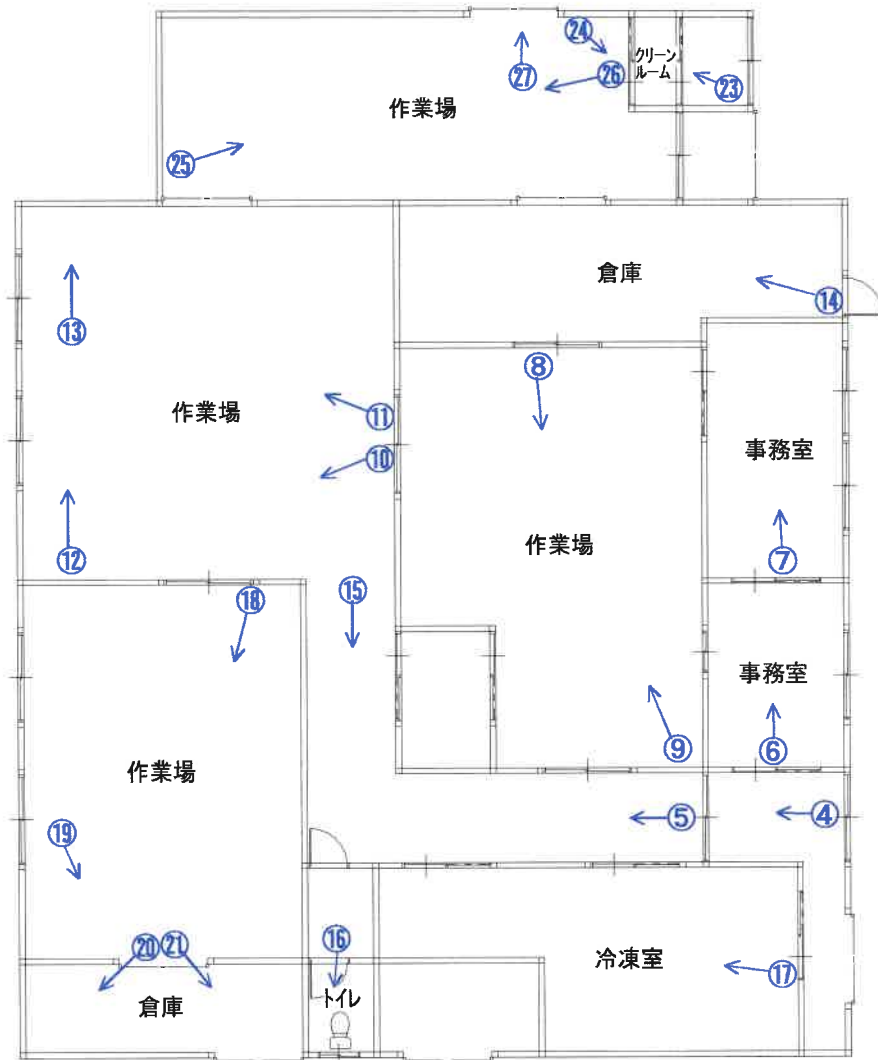 ㉔
クリーン
ルーム
㉗
㉖
㉓
作業場
㉕
倉庫
⑭
⑬
⑧
作業場
⑪
⑩
事務室
作業場
⑫
⑦
⑱
⑮
事務室
⑨
⑥
作業場
⑤
④
⑲
⑳
㉑
⑯
冷凍室
⑰
倉庫
トイレ